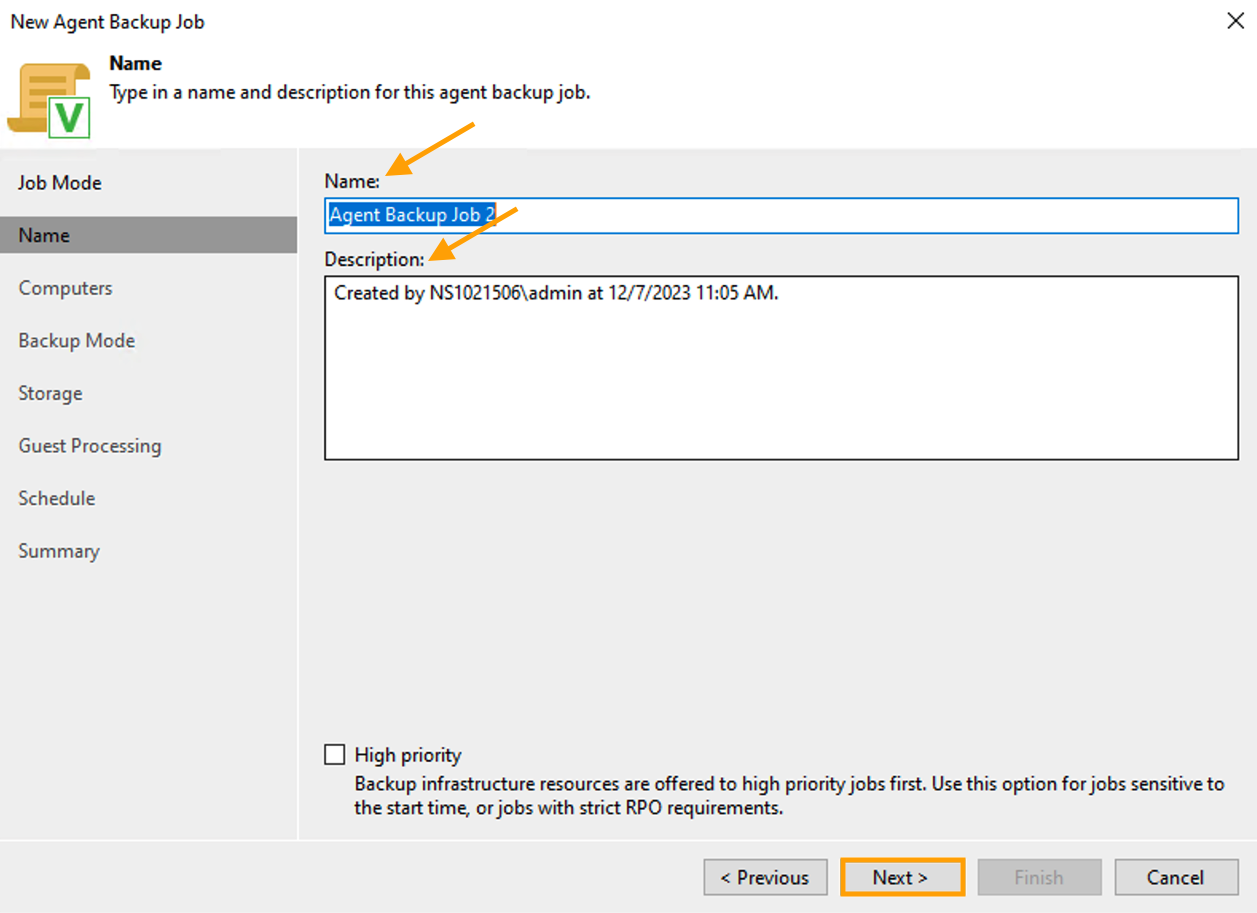 New Agent Backup Job
Name
Type in a name and description for this agent backup job.
V
Job Mode
Name
Computers
Backup Mode
Storage
Guest Processing
Schedule
Summary
Name:
Agent Backup Job 2
Description:
Created by NS1021506\admin at 12/7/2023 11:05 AM.
High priority
Backup infrastructure resources are offered to high priority jobs first. Use this option for jobs sensitive to
the start time, or jobs with strict RPO requirements.
< Previous
Next >
Finish
Cancel